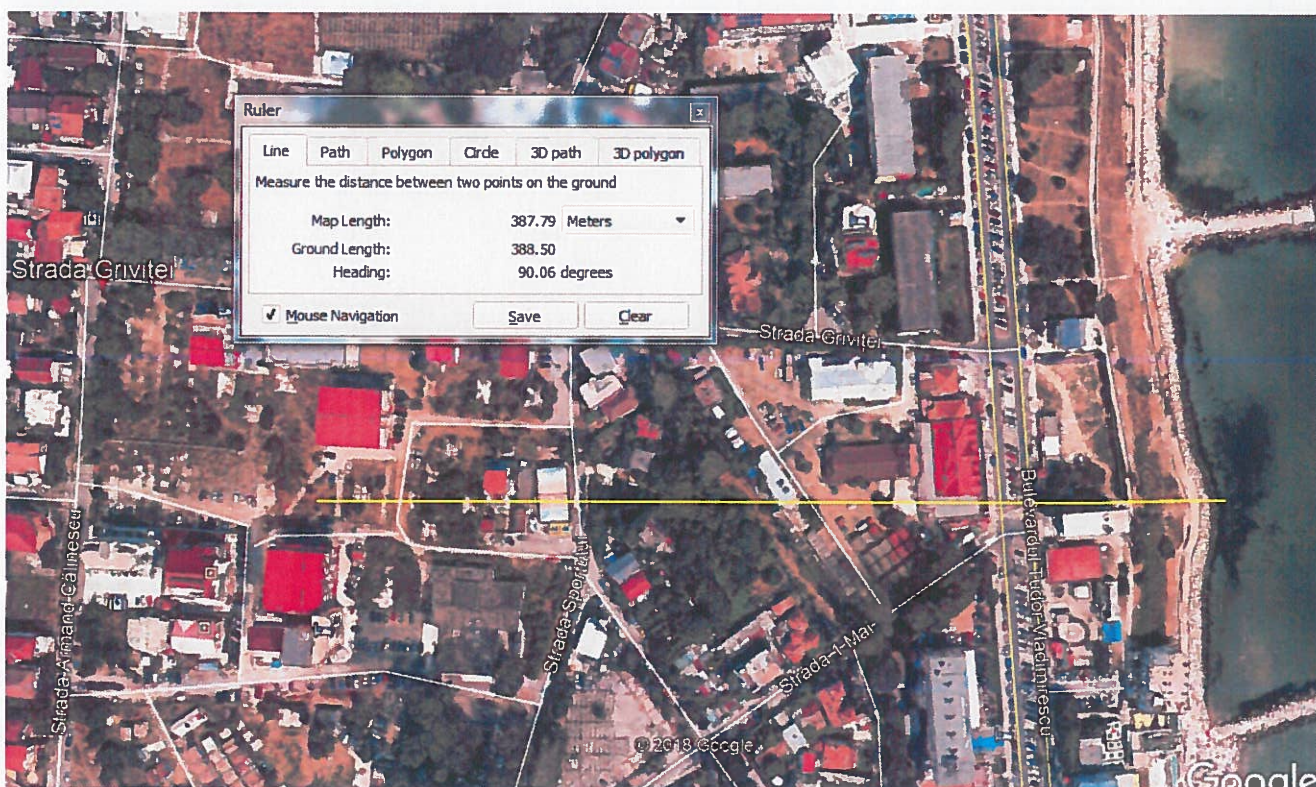 Ruler
Line Path Polygon Circle 3D path 3D polygon
Measure the distance between two points on the ground
Map Length: 387.79 Meters
Ground Length: 388.50
Heading: 90.06 degrees
Mouse Navigation Save Clear
Strada Grivitei
Strada Grivitei
Strada Armand Călinescu
Strada Sportului
Strada 1 Mai
Bulevardul Tudor Vladimirescu
© 2018 Google
Google